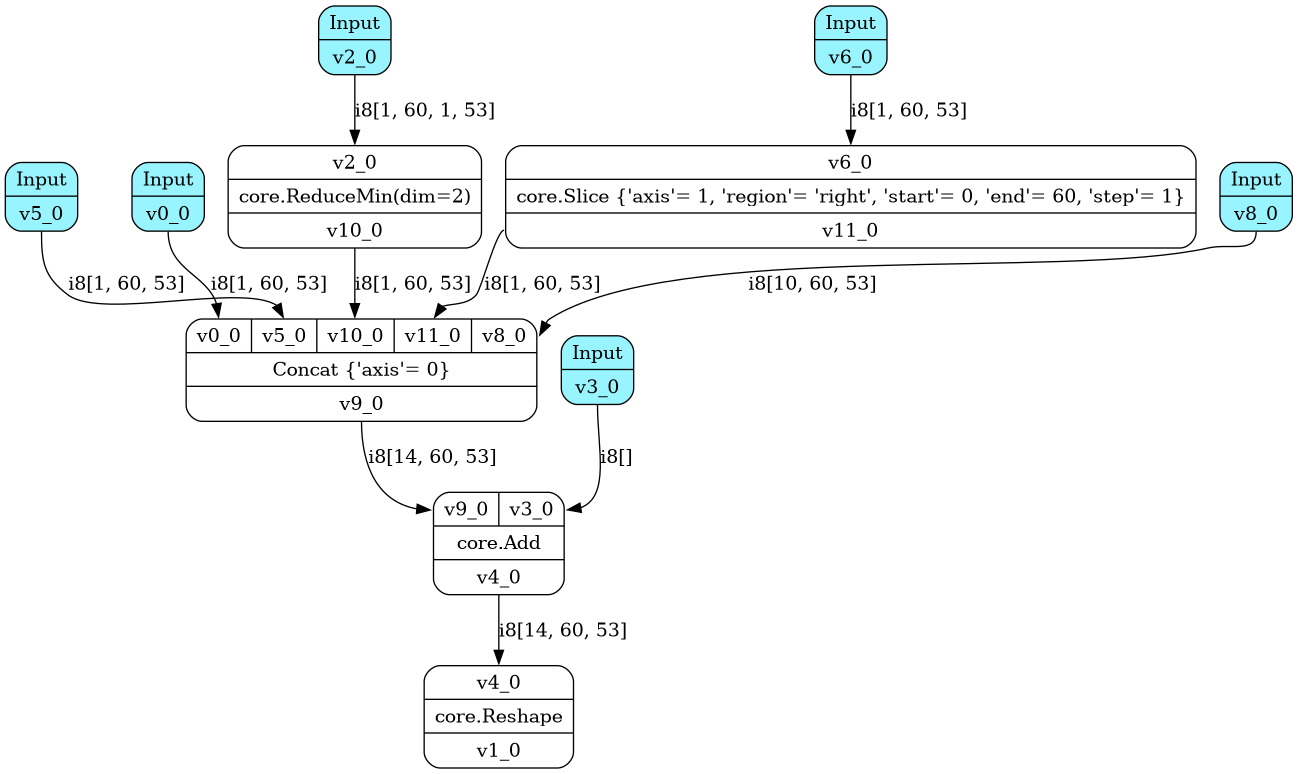 Input
v2_0
Input
v6_0
i8[1, 60, 1, 53]
i8[1, 60, 53]
Input
v5_0
Input
v0_0
v2_0
core.ReduceMin(dim=2)
v10_0
v6_0
core.Slice {'axis'= 1, 'region'= 'right', 'start'= 0, 'end'= 60, 'step'= 1}
v11_0
Input
v8_0
i8[1, 60, 53]
i8[1, 60, 53]
i8[1, 60, 53]
i8[1, 60, 53]
i8[10, 60, 53]
v0_0 v5_0 v10_0 v11_0 v8_0
Concat {'axis'= 0}
v9_0
Input
v3_0
i8[14, 60, 53]
i8[]
v9_0 v3_0
core.Add
v4_0
i8[14, 60, 53]
v4_0
core.Reshape
v1_0